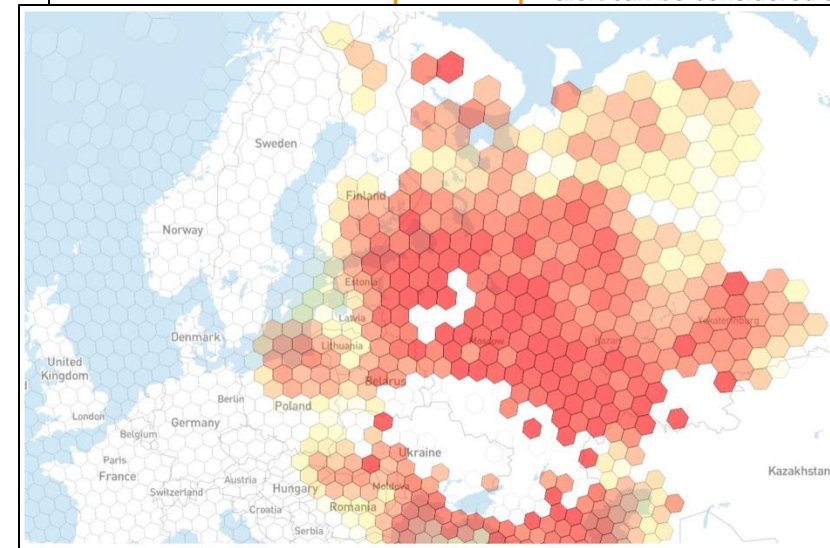 Sweden
Finland
Norway
Estonia
Latvia
Denmark
Lithuania
Moscow
Kazan
Yekaterinburg
United
Kingdom
Belarus
Berlin
Poland
London
Germany
Belgium
Ukraine
Paris
France
Austria
Hungary
Switzerland
Moldova
Kazakhstan
Croatia
Romania
Serbia